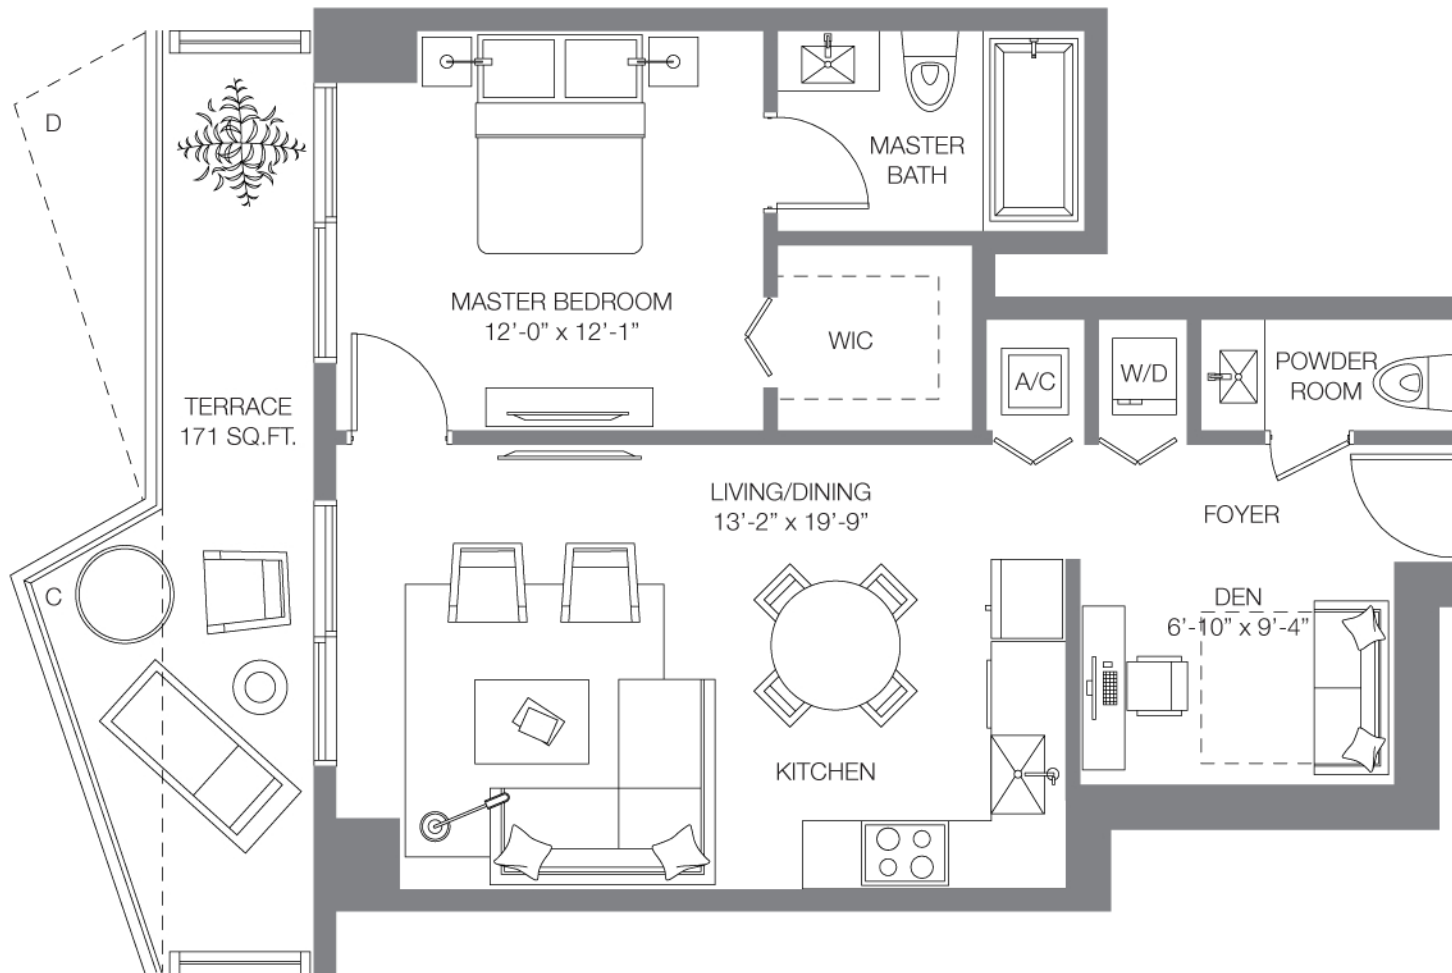 D
MASTER
BATH
MASTER BEDROOM
12’-0” x 12’-1”
WIC
A/C
W/D
POWDER
ROOM
TERRACE
171 SQ.FT.
LIVING/DINING
13’-2” x 19’-9”
FOYER
C
DEN
6’-10” x 9’-4”
KITCHEN